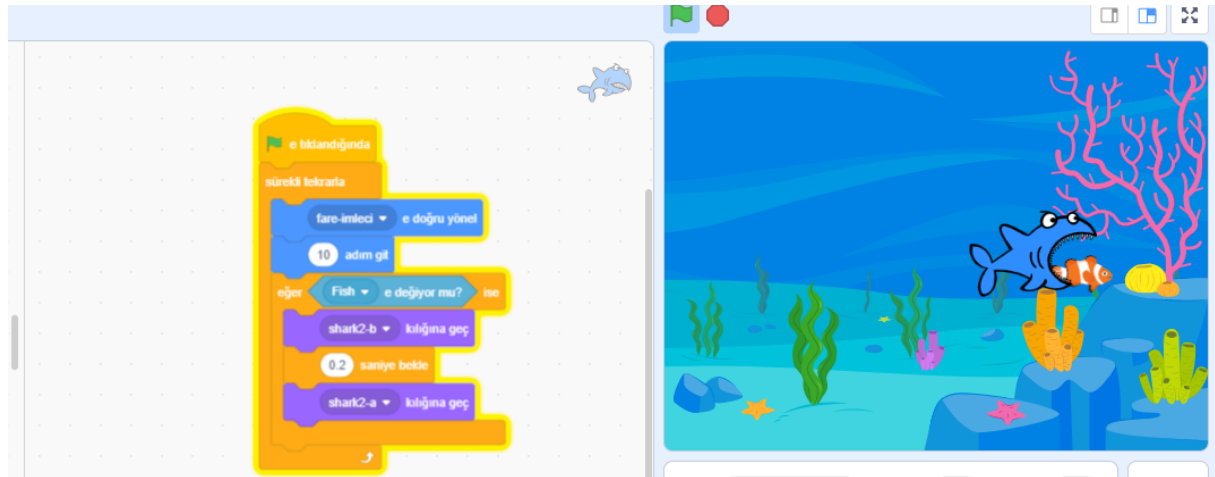 e tıklandığında
sürekli tekrarla
fare-imleci e doğru yönel
10 adım git
eğer Fish e değiyor mu? ise
shark2-b kılığına geç
0.2 saniye bekle
shark2-a kılığına geç